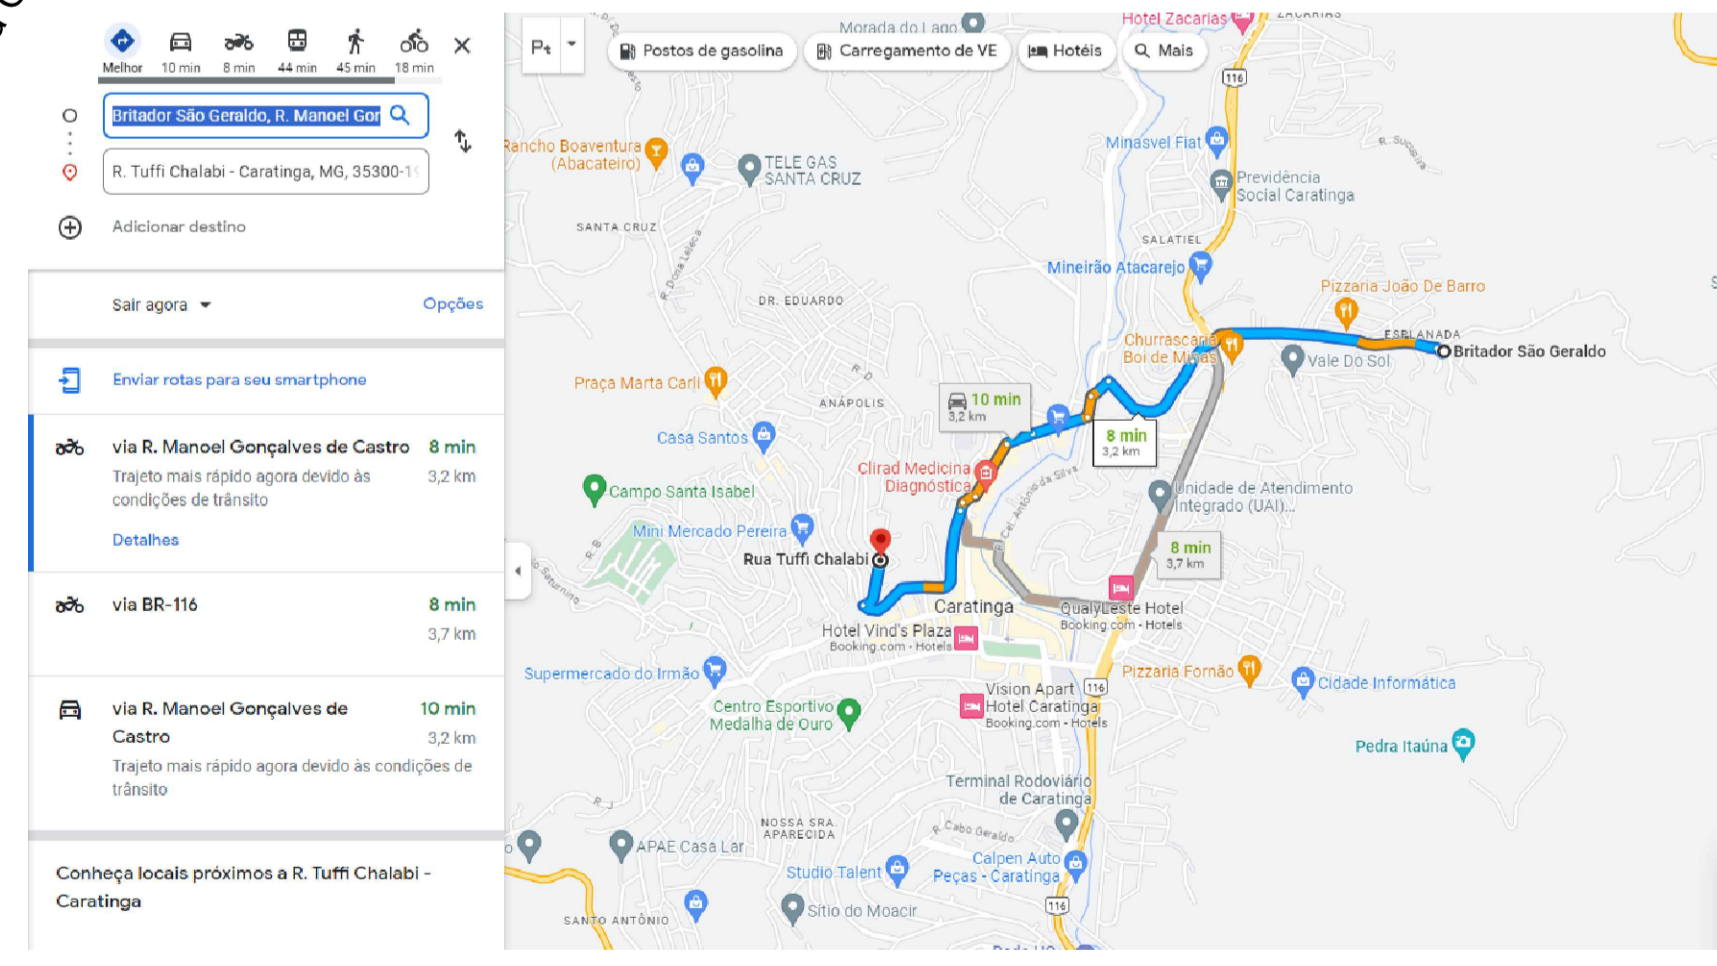 Melhor
10 min
8 min
44 min
45 min
18 min
Britador São Geraldo, R. Manoel Gor
R. Tuffi Chalabi - Caratinga, MG, 35300-1
Adicionar destino
Sair agora
Opções
Enviar rotas para seu smartphone
via R. Manoel Gonçalves de Castro 8 min
Trajeto mais rápido agora devido às 3,2 km
condições de trânsito
Detalhes
via BR-116 8 min
3,7 km
via R. Manoel Gonçalves de 10 min
Castro 3,2 km
Trajeto mais rápido agora devido às condições de
trânsito
Conheça locais próximos a R. Tuffi Chalabi -
Caratinga
Postos de gasolina
Carregamento de VE
Hotéis
Mais
Morada do Lago
Hotel Zacarias
ZACARIAS
116
Rancho Boaventura
(Abacateiro)
TELE GAS
SANTA CRUZ
Minasvel Fiat
Previdência
Social Caratinga
SANTA CRUZ
R. Dona Laleca
SALATIEL
Mineirão Atacarejo
DR. EDUARDO
Pizzaria João De Barro
ESPLANADA
Britador São Geraldo
Churrascaria
Boi de Minas
Vale Do Sol
Praça Marta Carli
R. D
ANÁPOLIS
10 min
3,2 km
8 min
3,2 km
Casa Santos
Clirad Medicina
Diagnóstica
R. Cel. Antônio da Silva
Campo Santa Isabel
Unidade de Atendimento
Integrado (UAI)...
Mini Mercado Pereira
R. B
Rua Tuffi Chalabi
8 min
3,7 km
Caratinga
QualyLeste Hotel
Booking.com - Hotels
Hotel Vind's Plaza
Booking.com - Hotels
Supermercado do Irmão
Pizzaria Fornão
Cidade Informática
Vision Apart
Hotel Caratinga
Booking.com - Hotels
116
Centro Esportivo
Medalha de Ouro
Pedra Itaúna
Terminal Rodoviário
de Caratinga
R. J
NOSSA SRA.
APARECIDA
R. Cabo Geraldo
APAE Casa Lar
Studio Talent
Calpen Auto
Peças - Caratinga
SANTO ANTÔNIO
Sítio do Moacir
116